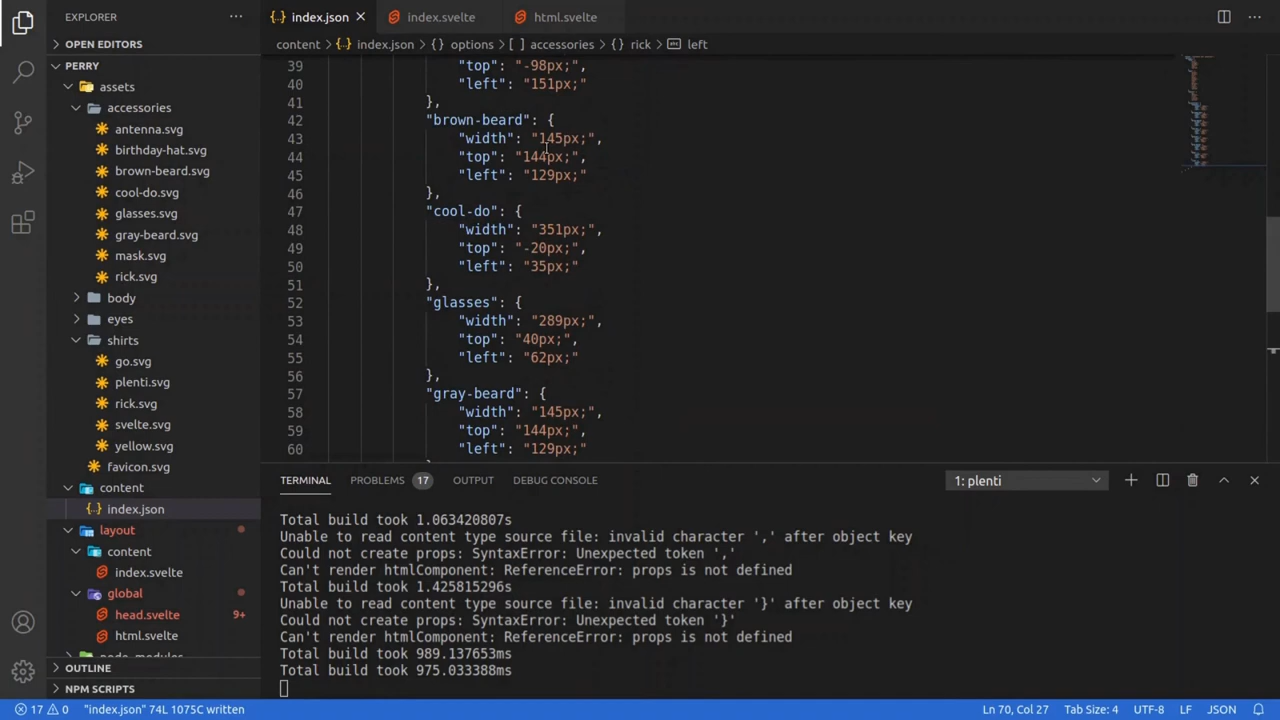 EXPLORER
OPEN EDITORS
PERRY
assets
accessories
antenna.svg
birthday-hat.svg
brown-beard.svg
cool-do.svg
glasses.svg
gray-beard.svg
mask.svg
rick.svg
body
eyes
shirts
go.svg
plenti.svg
rick.svg
svelte.svg
yellow.svg
favicon.svg
content
index.json
layout
content
index.svelte
global
head.svelte 9+
html.svelte
OUTLINE
NPM SCRIPTS
index.json index.svelte html.svelte
content > index.json > options > accessories > rick > left
39 "top": "-98px;",
40 "left": "151px;"
41 },
42 "brown-beard": {
43 "width": "145px;",
44 "top": "144px;",
45 "left": "129px;"
46 },
47 "cool-do": {
48 "width": "351px;",
49 "top": "-20px;",
50 "left": "35px;"
51 },
52 "glasses": {
53 "width": "289px;",
54 "top": "40px;",
55 "left": "62px;"
56 },
57 "gray-beard": {
58 "width": "145px;",
59 "top": "144px;",
60 "left": "129px;"
TERMINAL PROBLEMS 17 OUTPUT DEBUG CONSOLE 1: plenti
Total build took 1.063420807s
Unable to read content type source file: invalid character ',' after object key
Could not create props: SyntaxError: Unexpected token ','
Can't render htmlComponent: ReferenceError: props is not defined
Total build took 1.425815296s
Unable to read content type source file: invalid character '}' after object key
Could not create props: SyntaxError: Unexpected token '}'
Can't render htmlComponent: ReferenceError: props is not defined
Total build took 989.137653ms
Total build took 975.033388ms
17 0 "index.json" 74L 1075C written Ln 70, Col 27 Tab Size: 4 UTF-8 LF JSON